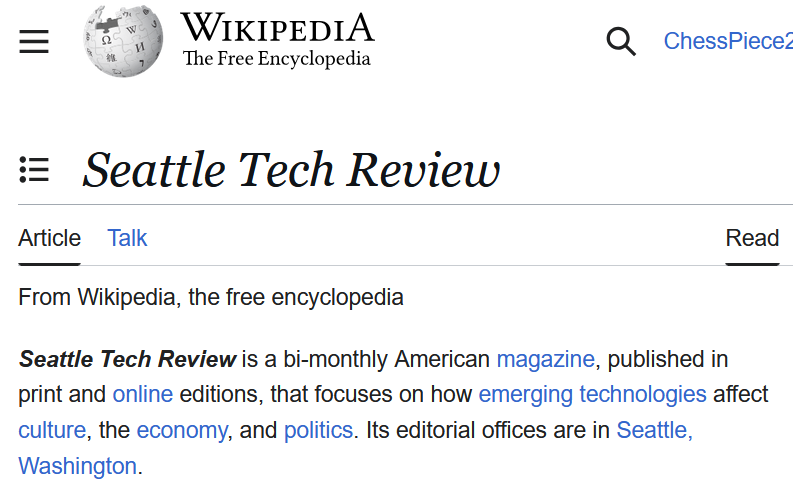 WIKIPEDIA
The Free Encyclopedia
ChessPiece2
Seattle Tech Review
Article Talk Read
From Wikipedia, the free encyclopedia
Seattle Tech Review is a bi-monthly American magazine, published in
print and online editions, that focuses on how emerging technologies affect
culture, the economy, and politics. Its editorial offices are in Seattle,
Washington.